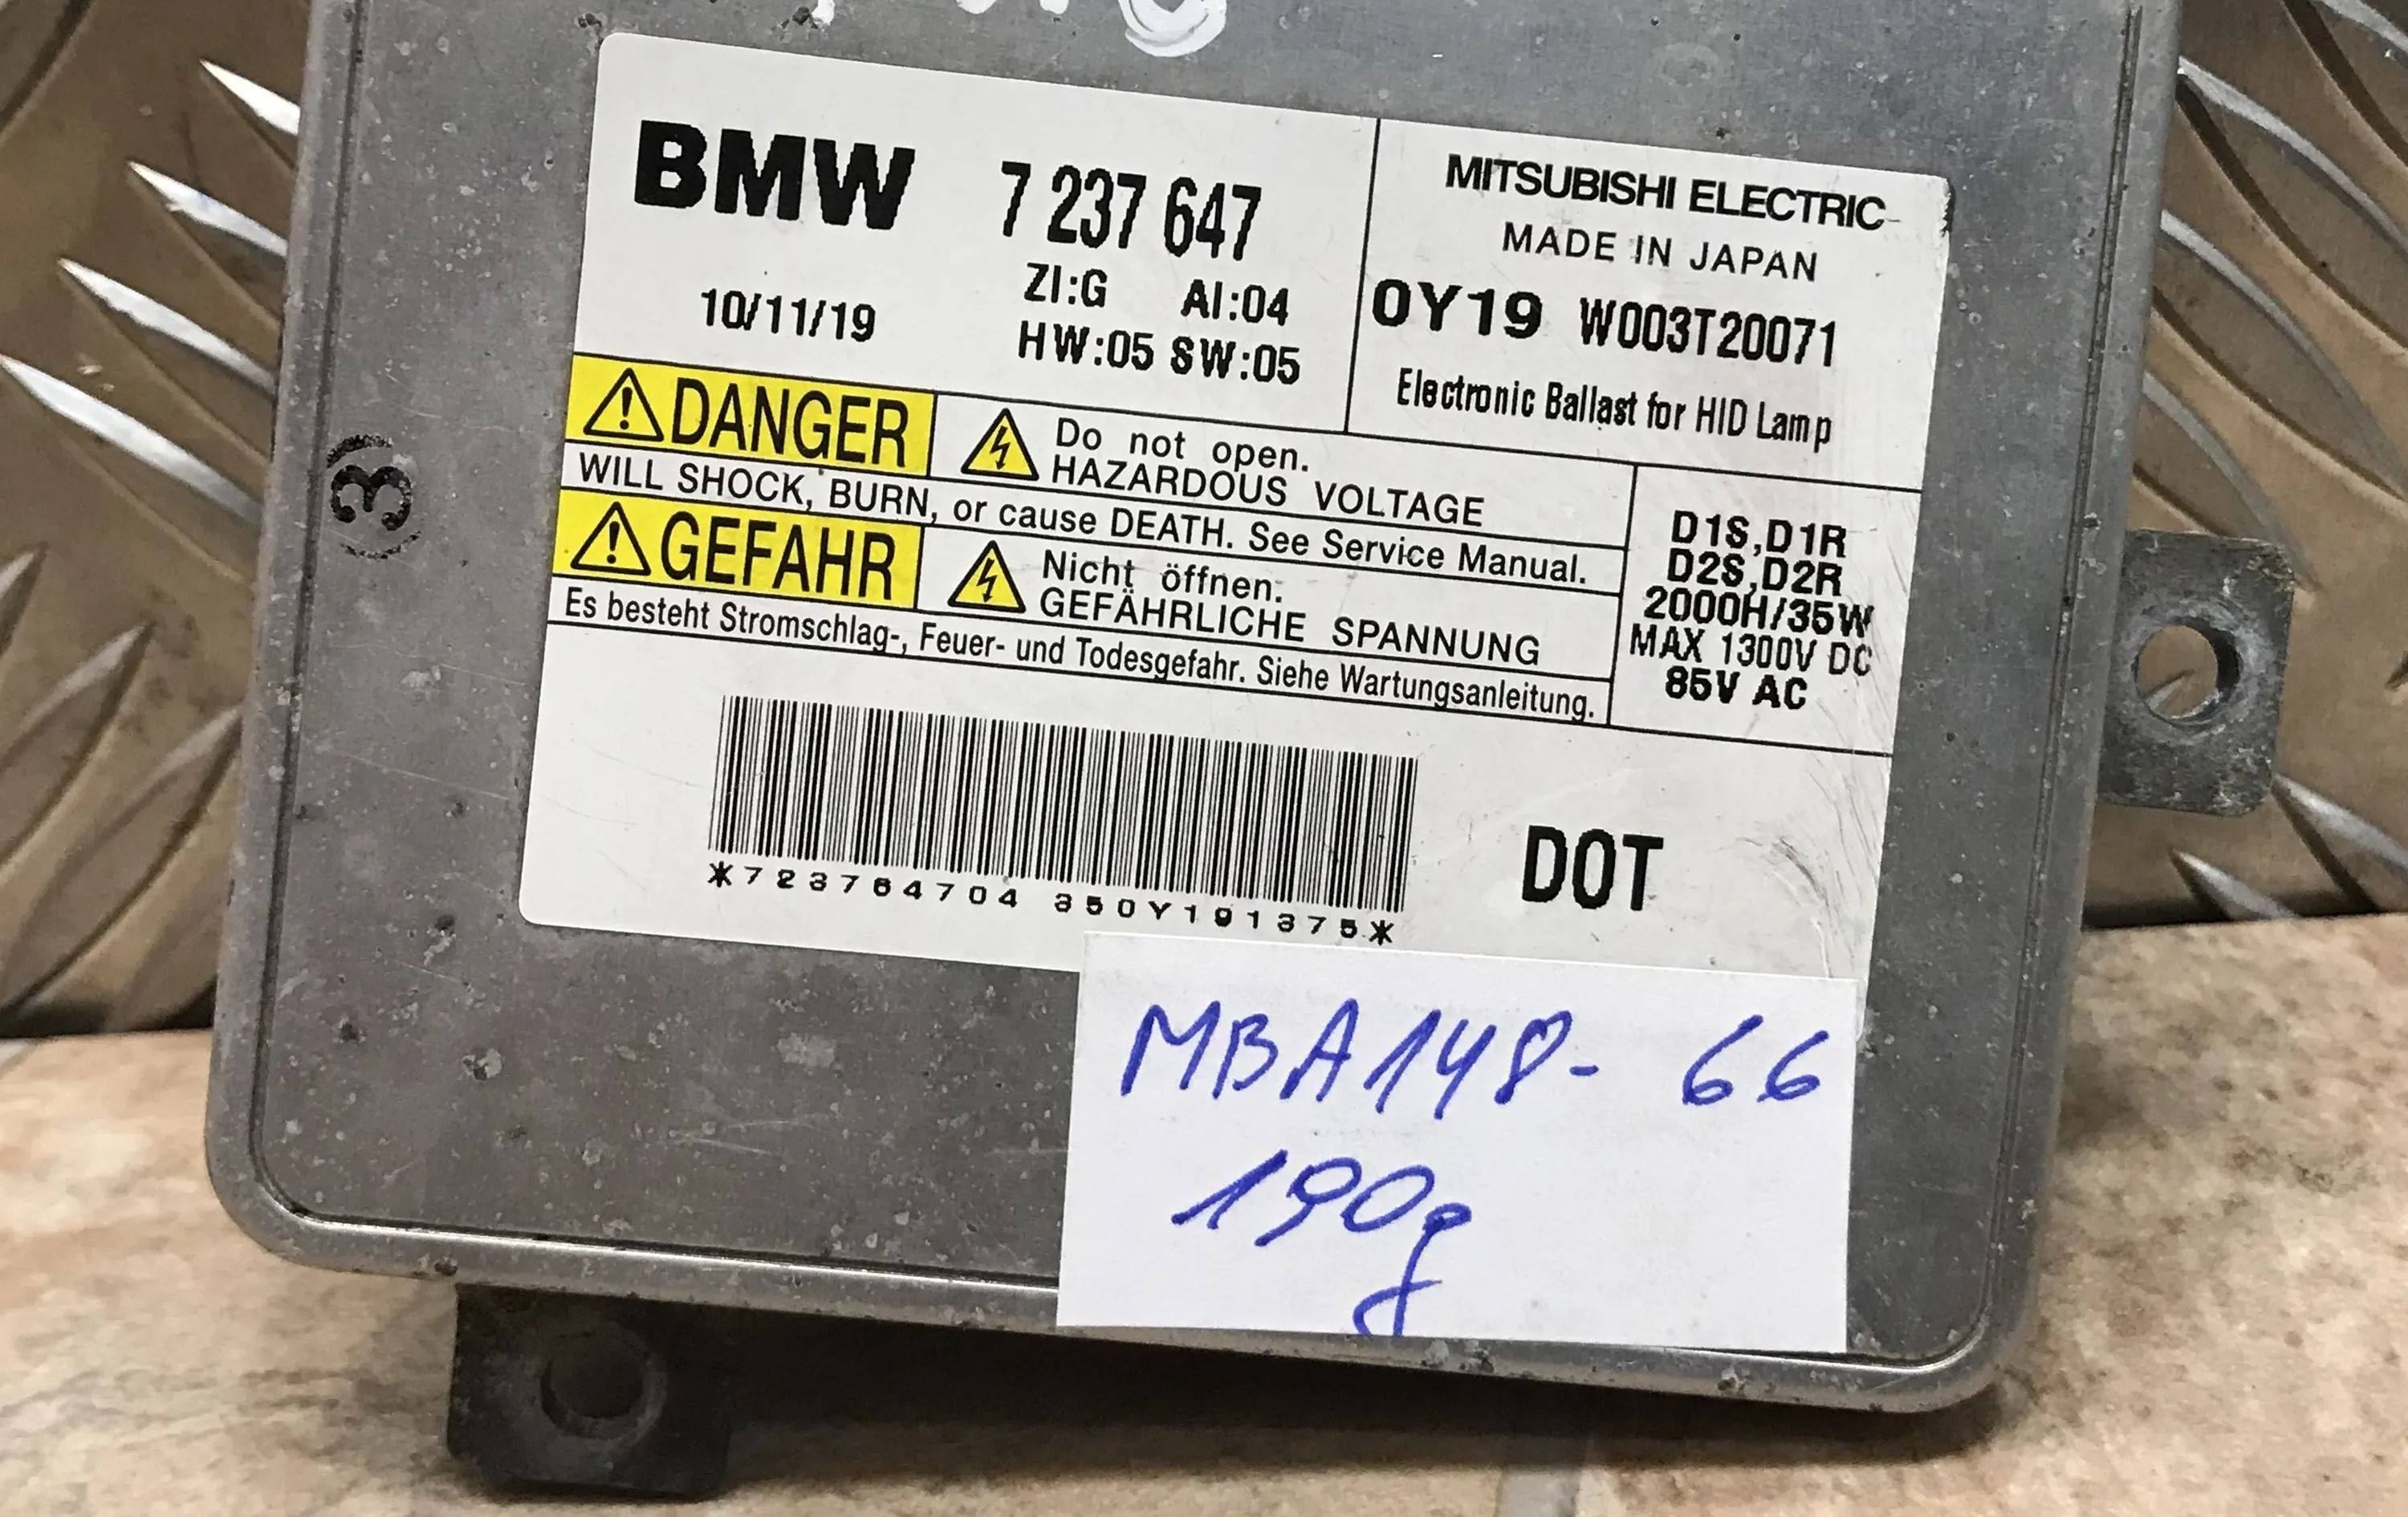 BMW 7 237 647
ZI:G AI:04
10/11/19
HW:05 SW:05
MITSUBISHI ELECTRIC
MADE IN JAPAN
0Y19 W003T20071
Electronic Ballast for HID Lamp
DANGER
Do not open.
HAZARDOUS VOLTAGE
WILL SHOCK, BURN, or cause DEATH. See Service Manual.
GEFAHR
Nicht öffnen.
GEFÄHRLICHE SPANNUNG
Es besteht Stromschlag-, Feuer- und Todesgefahr. Siehe Wartungsanleitung.
D1S,D1R
D2S,D2R
2000H/35W
MAX 1300V DC
85V AC
*723764704 350Y191375*
DOT
(3)
MBA148- 66
190g